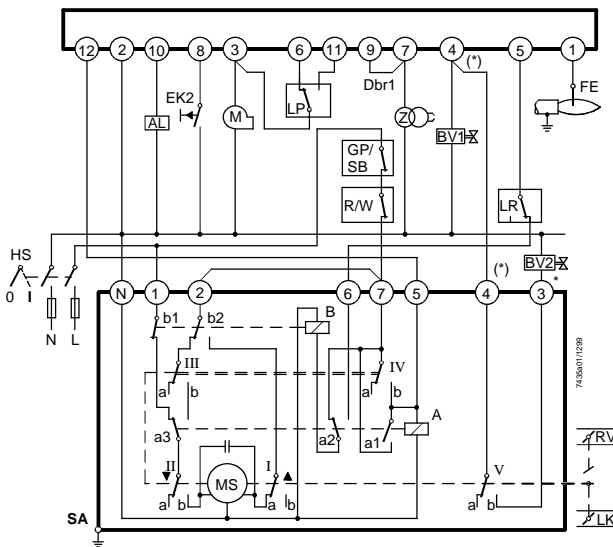 12 2 10 8 3 6 11 9 7 4 (*) 5 1
EK2 Dbr1 FE
AL M LP Z BV1
GP/
SB
R/W LR
HS BV2
0 I *
N L
N 1 2 6 7 5 4 (*) 3
b1 b2 B
III IV
a b a b
a3 a2 a1 A
II I V
a b MS a b a b
RV
SA LK
7435a01/1299